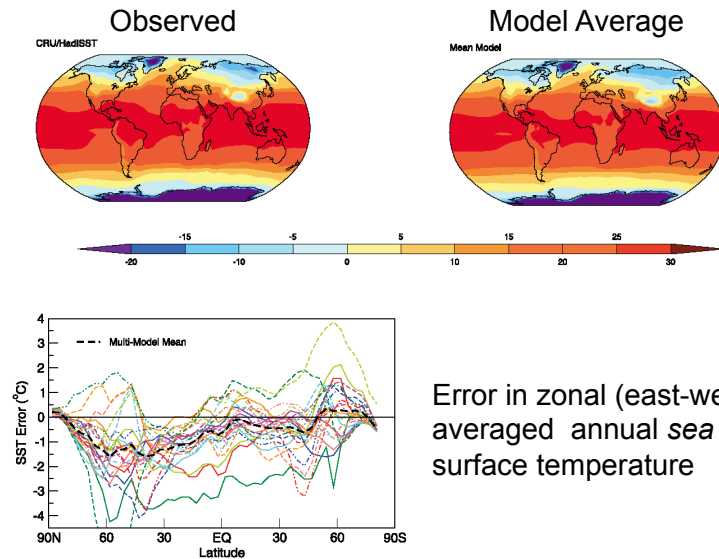 Observed
Model Average
CRU/HadISST
Mean Model
-15 -5 5 15 25
-20 -10 0 10 20 30
4
3
2
1
0
-1
-2
-3
-4
SST Error (°C)
Multi-Model Mean
90N 60 30 EQ 30 60 90S
Latitude
Error in zonal (east-we
averaged annual sea
surface temperature